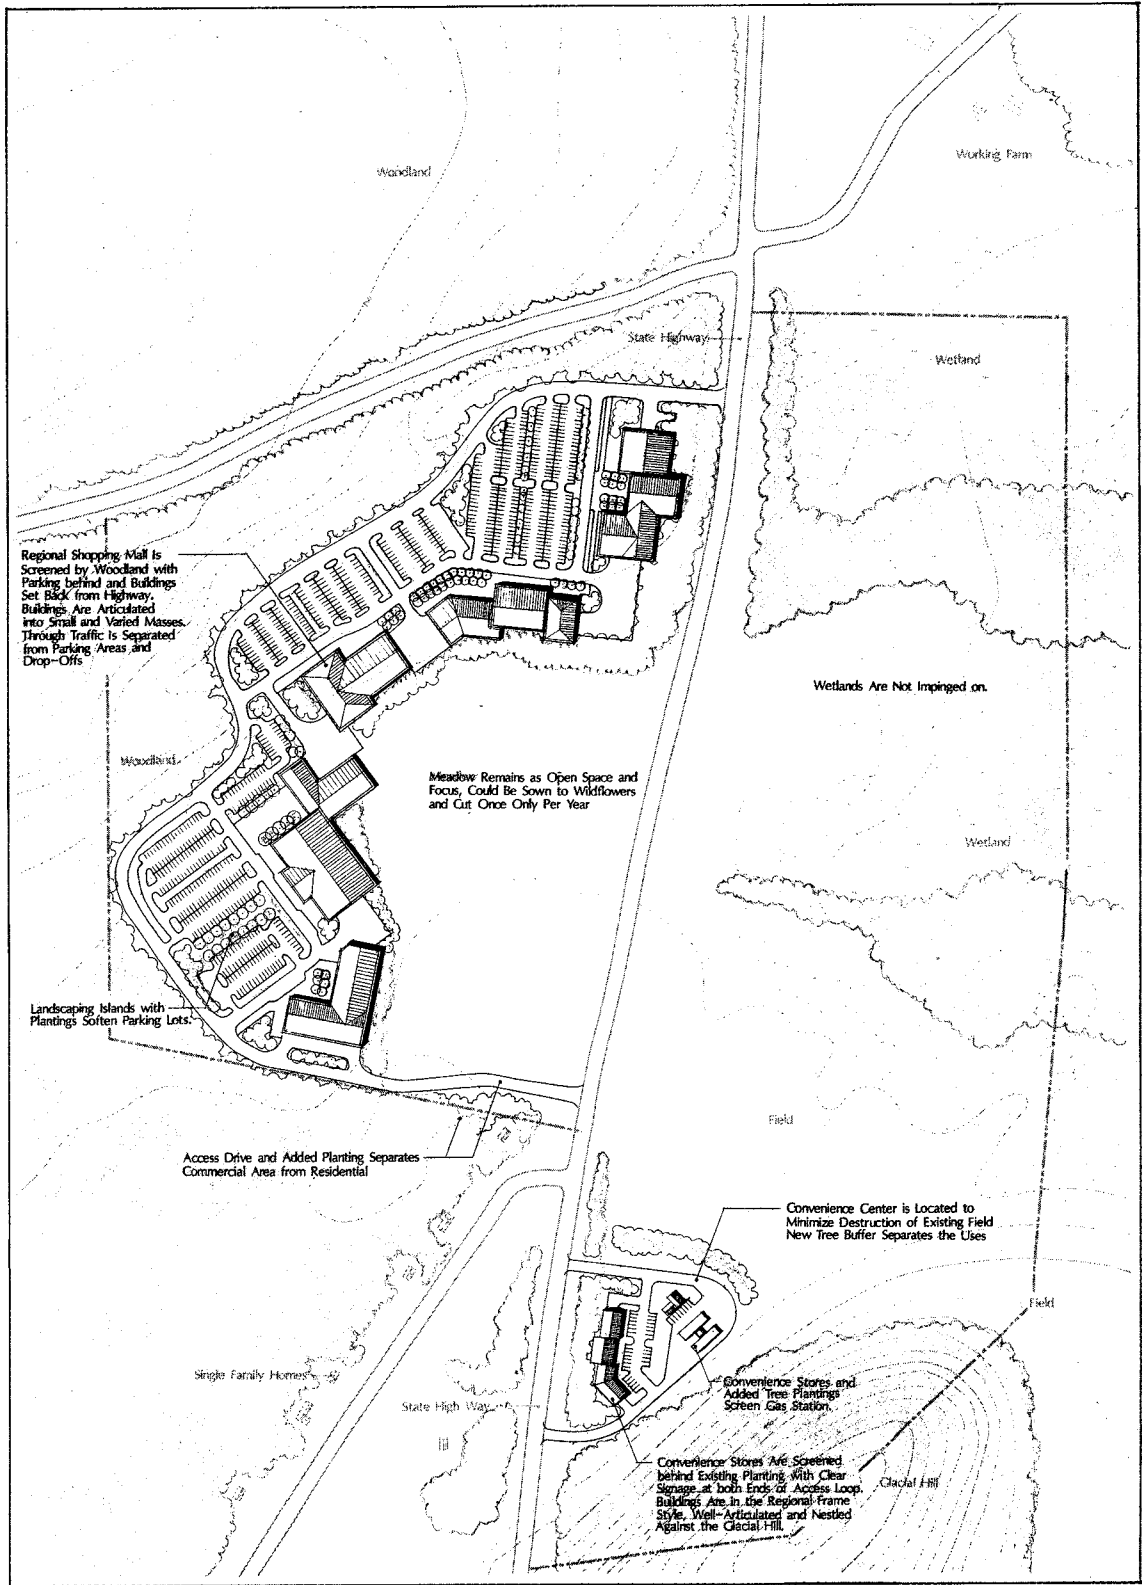 Woodland
Working Farm
State Highway
Wetland
Regional Shopping Mall Is
Screened by Woodland with
Parking behind and Buildings
Set Back from Highway.
Buildings Are Articulated
into Small and Varied Masses.
Through Traffic Is Separated
from Parking Areas and
Drop-Offs
Wetlands Are Not Impinged on.
Woodland
Meadow Remains as Open Space and
Focus, Could Be Sown to Wildflowers
and Cut Once Only Per Year
Wetland
Landscaping Islands with
Plantings Soften Parking Lots.
Field
Access Drive and Added Planting Separates
Commercial Area from Residential
Convenience Center is Located to
Minimize Destruction of Existing Field
New Tree Buffer Separates the Uses
Field
Single Family Homes
State High Way
Convenience Stores and
Added Tree Plantings
Screen Gas Station.
Convenience Stores Are Screened
behind Existing Planting with Clear
Signage at both Ends of Access Loop.
Buildings Are in the Regional Frame
Style, Well-Articulated and Nestled
Against the Glacial Hill.
Glacial Hill